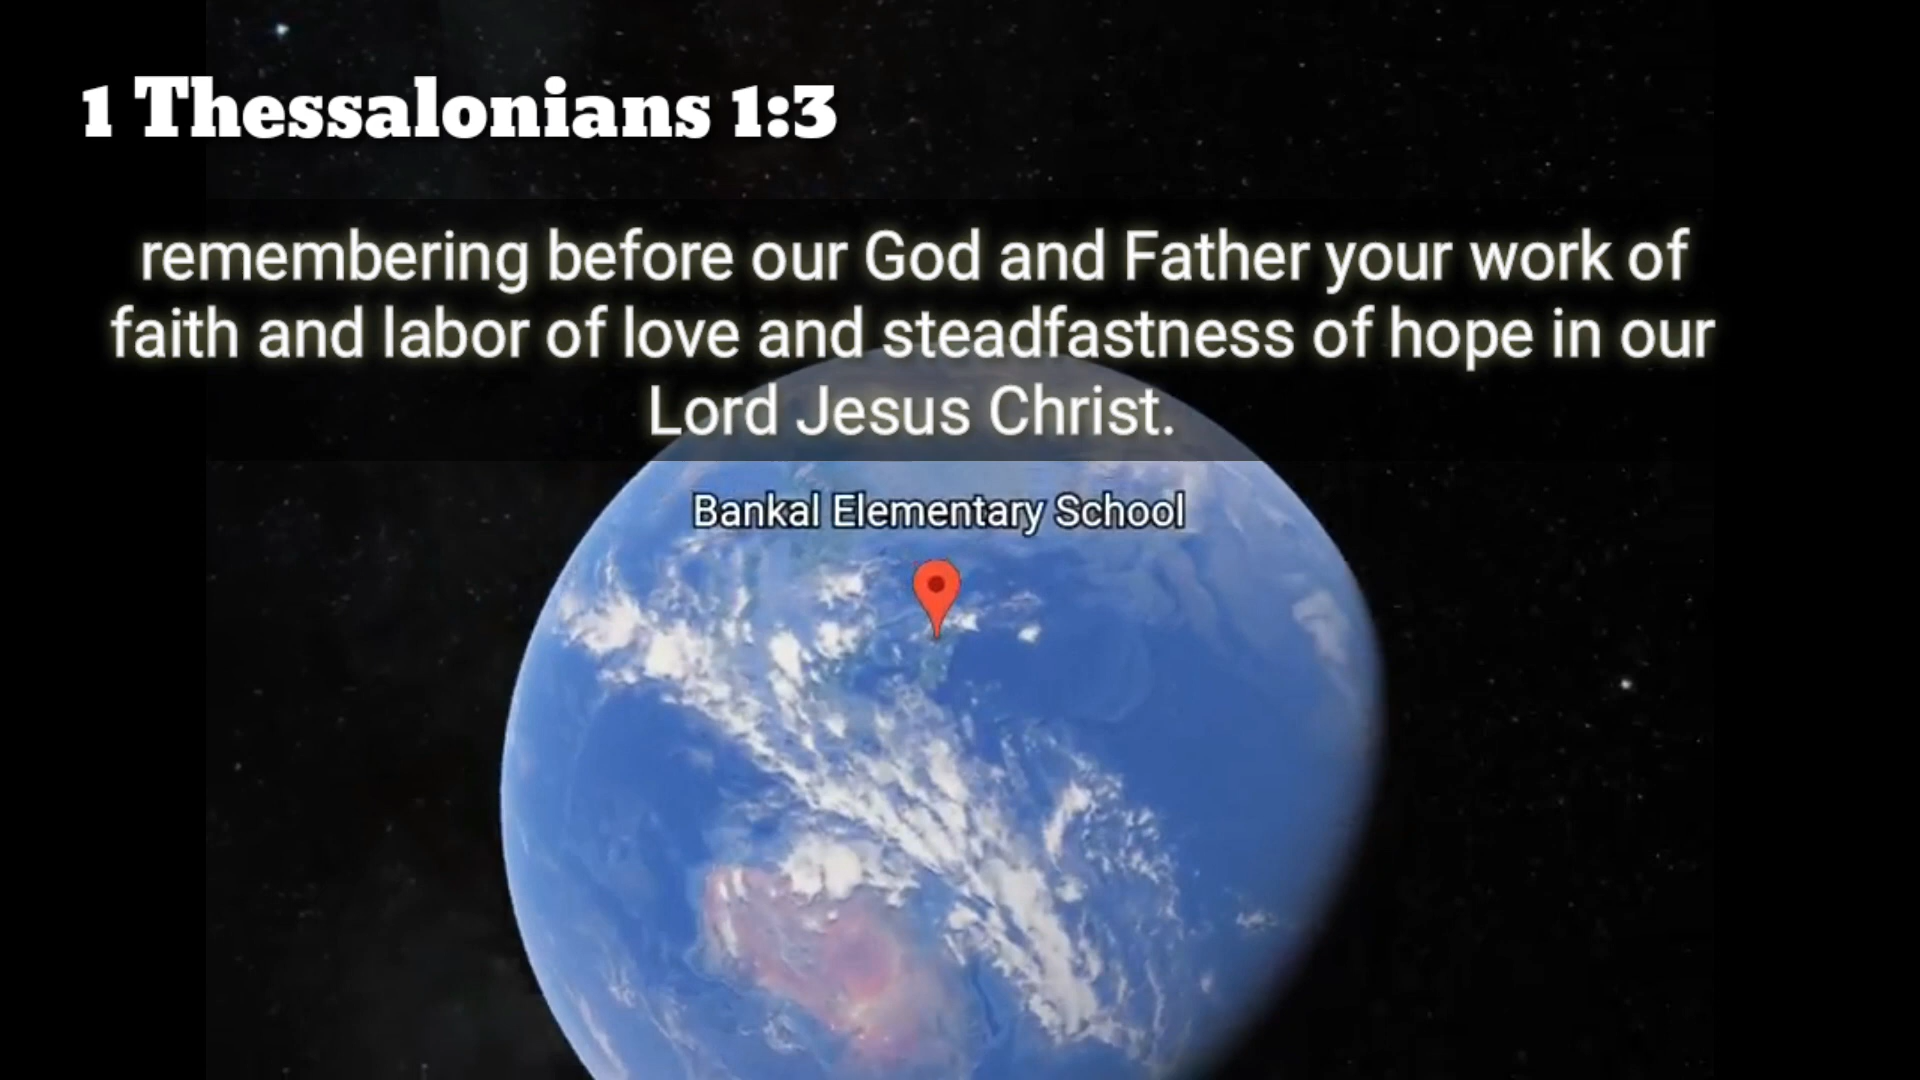 1 Thessalonians 1:3
remembering before our God and Father your work of
faith and labor of love and steadfastness of hope in our
Lord Jesus Christ.
Bankal Elementary School